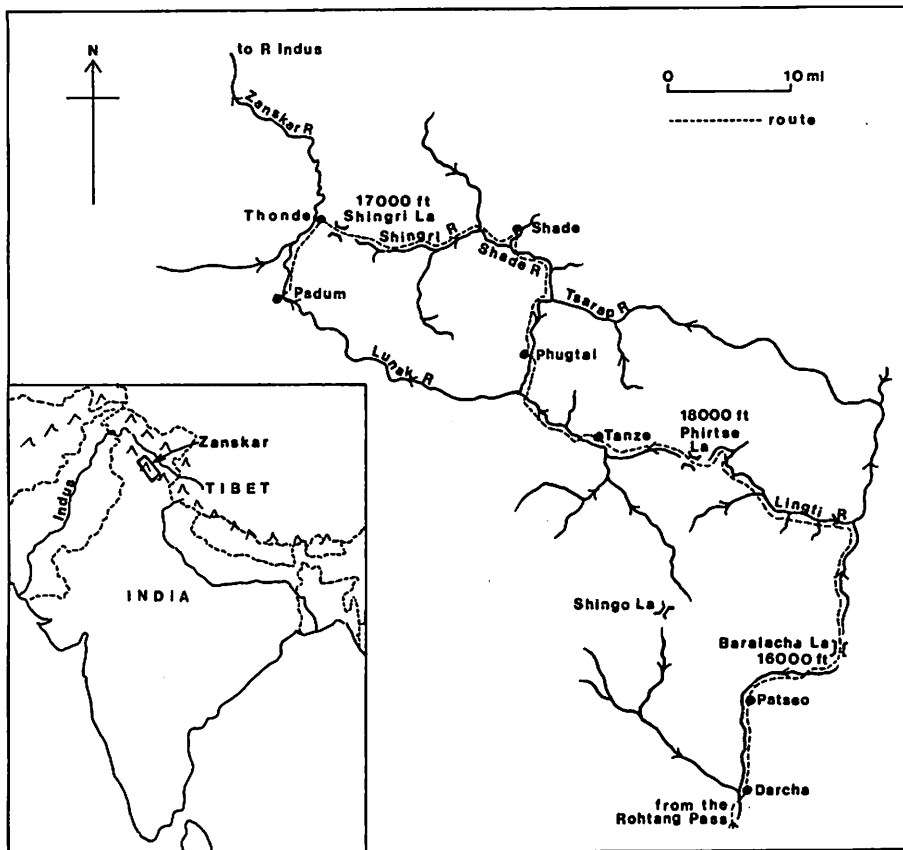 N
to R Indus
0 10 ml
route
Zanskar R
17000 ft
Shingri La
Thonde
Shingri R
Shade
Shade R
Padum
Tsarap R
Phugtal
Lunak R
18000 ft
Phirtse
La
Tanze
Lingti R
Zanskar
TIBET
Indus
INDIA
Shingo La
Baralacha La
16000 ft
Patseo
Darcha
from the
Rohtang Pass